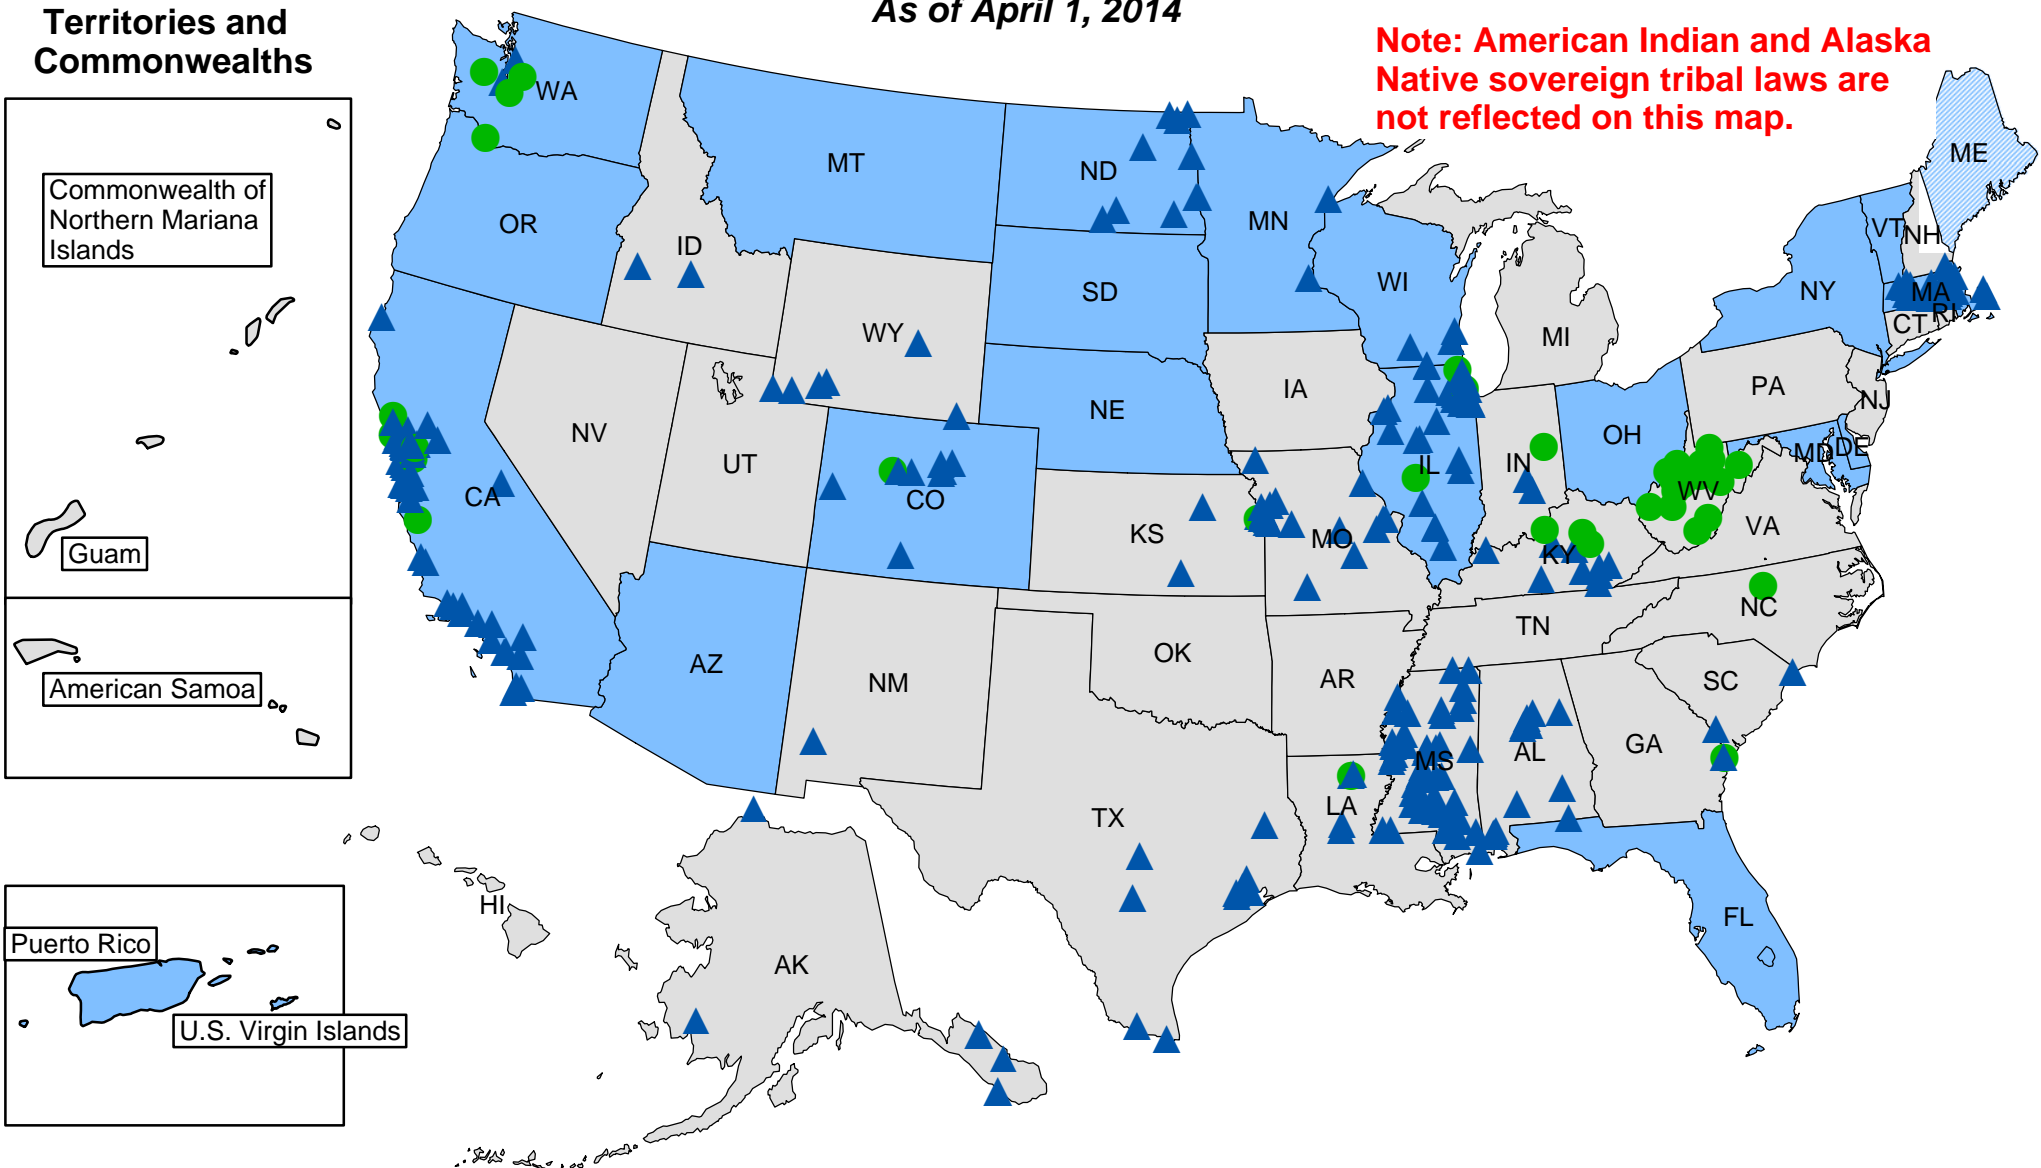 As of April 1, 2014
Territories and
Commonwealths
Note: American Indian and Alaska
Native sovereign tribal laws are
not reflected on this map.
Commonwealth of
Northern Mariana
Islands
Guam
American Samoa
Puerto Rico
U.S. Virgin Islands
WA
MT
ND
MN
ME
OR
ID
SD
WI
VT
NH
NY
MA
RI
CT
WY
MI
IA
NE
PA
NJ
NV
UT
CO
CA
IL
IN
OH
MD
DE
WV
KS
MO
KY
VA
NC
TN
AZ
NM
OK
AR
SC
GA
AL
MS
LA
TX
FL
HI
AK